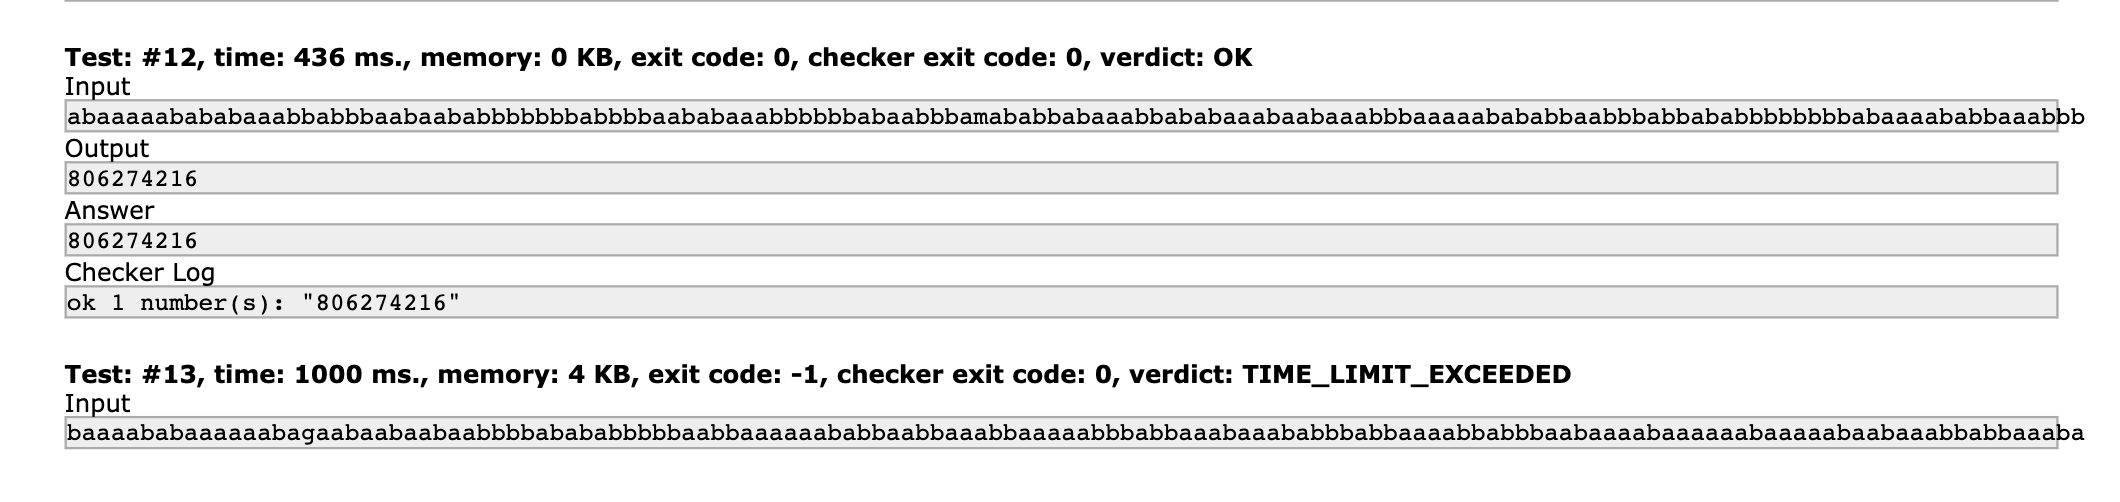 Test: #12, time: 436 ms., memory: 0 KB, exit code: 0, checker exit code: 0, verdict: OK
Input
abaaaaabababaaabbabbbaabaababbbbbbbabbbbaababaaabbbbbbabaabbbamababbabaaabbababaaabaabaaabbbaaaaabababbaabbbabbababbbbbbbbabaaaababbaaabbb
Output
806274216
Answer
806274216
Checker Log
ok 1 number(s): "806274216"
Test: #13, time: 1000 ms., memory: 4 KB, exit code: -1, checker exit code: 0, verdict: TIME_LIMIT_EXCEEDED
Input
baaaababaaaaaabagaabaabaabaabbbbabababbbbbaabbaaaaaababbaabbaaabbaaaaabbbabbaaabaaababbbabbaaaabbabbbaabaaaabaaaaaabaaaaabaabaaabbabbaaaba